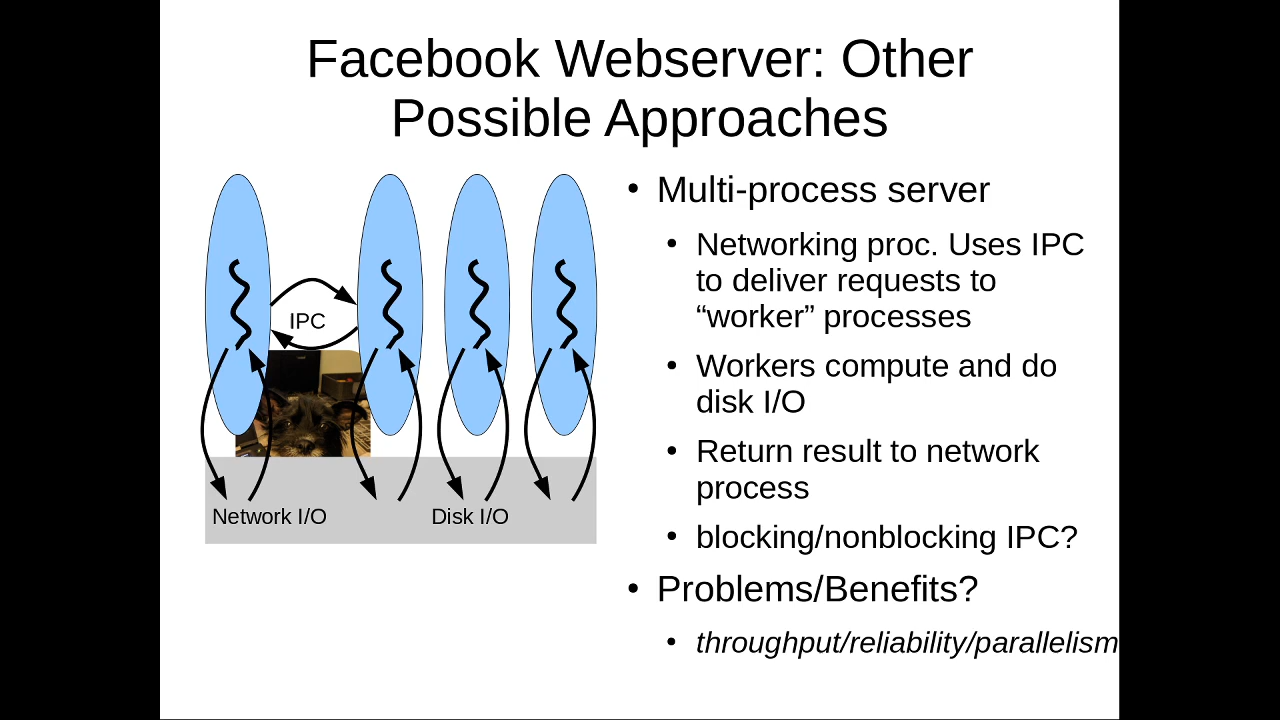 Facebook Webserver: Other
Possible Approaches
IPC
Network I/O
Disk I/O
• Multi-process server
• Networking proc. Uses IPC
to deliver requests to
“worker” processes
• Workers compute and do
disk I/O
• Return result to network
process
• blocking/nonblocking IPC?
• Problems/Benefits?
• throughput/reliability/parallelism